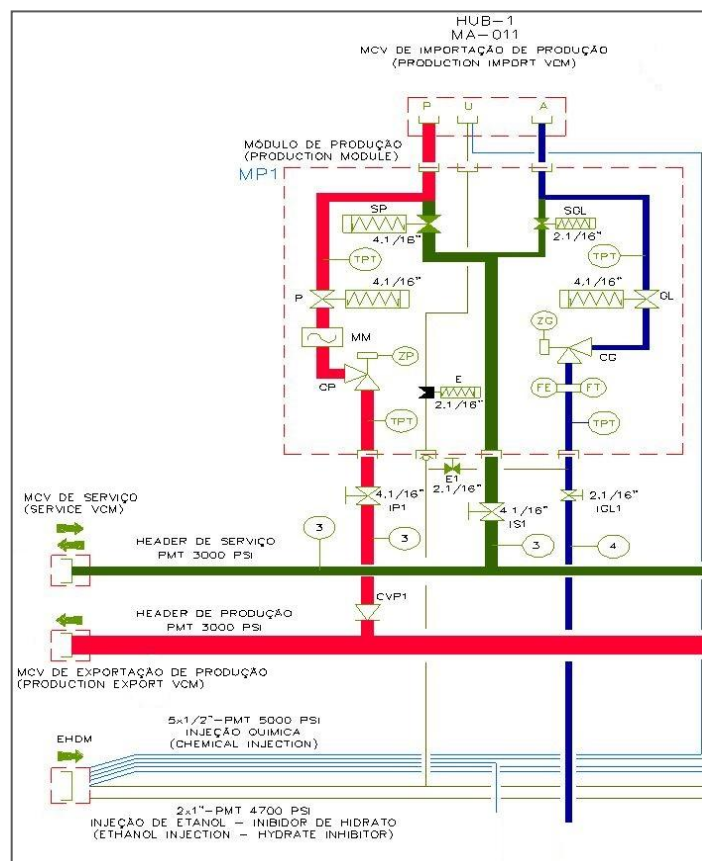 HUB-1
MA-011
MCV DE IMPORTAÇÃO DE PRODUÇÃO
(PRODUCTION IMPORT VCM)
P U A
MÓDULO DE PRODUÇÃO
(PRODUCTION MODULE)
MP1
SP
4.1/16"
SGL
2.1/16"
TPT
TPT
4.1/16"
P
4.1/16"
GL
MM
ZG
ZP
CP
CG
E
2.1/16"
FE
FT
TPT
TPT
E1
2.1/16"
4.1/16"
IP1
4.1/16"
IS1
2.1/16"
IGL1
MCV DE SERVIÇO
(SERVICE VCM)
HEADER DE SERVIÇO
PMT 3000 PSI
3
3
3
4
CVP1
HEADER DE PRODUÇÃO
PMT 3000 PSI
MCV DE EXPORTAÇÃO DE PRODUÇÃO
(PRODUCTION EXPORT VCM)
5x1/2"-PMT 5000 PSI
INJEÇÃO QUIMICA
(CHEMICAL INJECTION)
EHDM
2x1"-PMT 4700 PSI
INJEÇÃO DE ETANOL - INIBIDOR DE HIDRATO
(ETHANOL INJECTION - HYDRATE INHIBITOR)